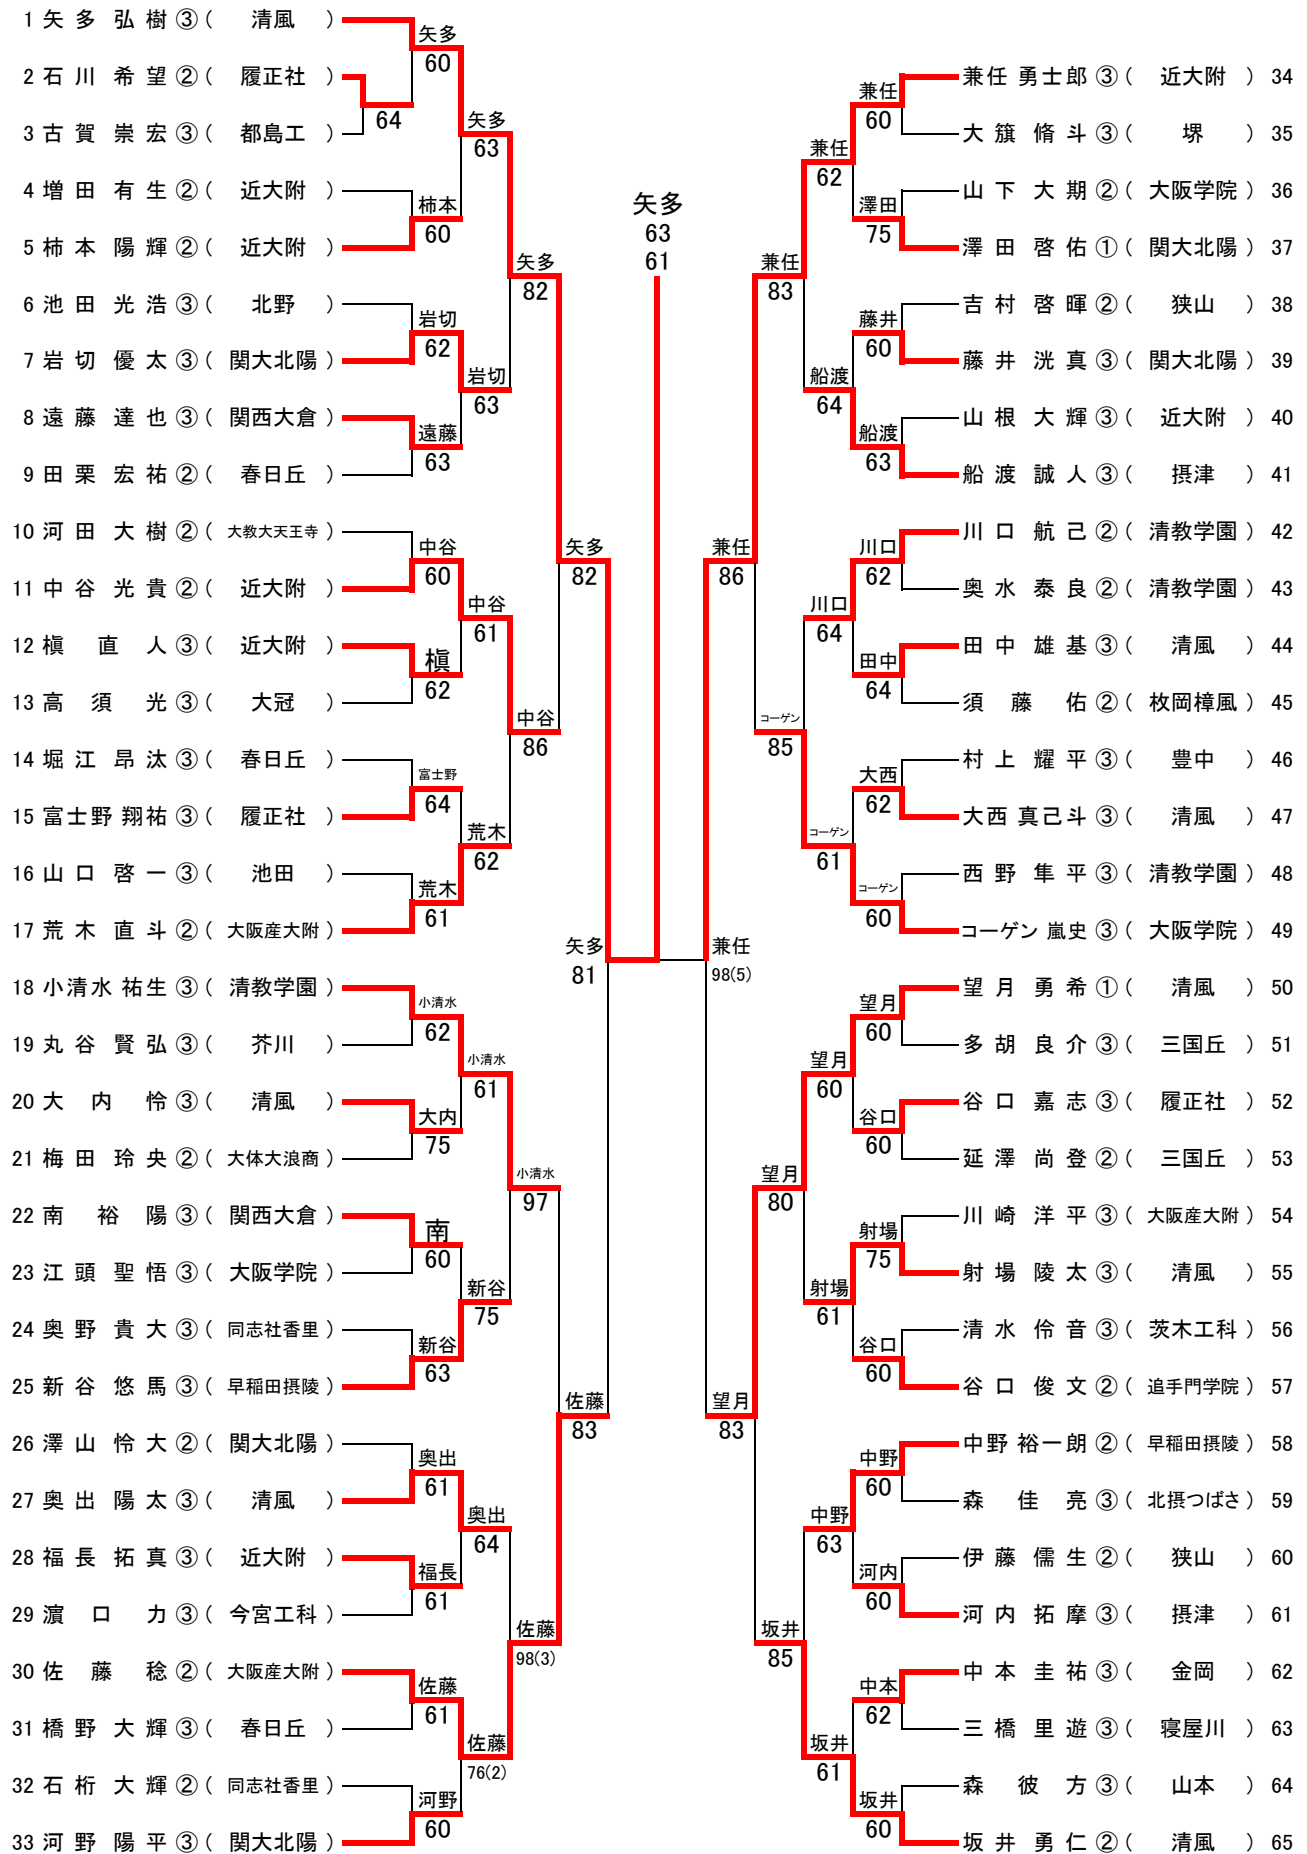 1 矢多 弘樹 ③ ( 清風 )
2 石川 希望 ② ( 履正社 )
3 古賀 崇宏 ③ ( 都島工 )
4 増田 有生 ② ( 近大附 )
5 柿本 陽輝 ② ( 近大附 )
6 池田 光浩 ③ ( 北野 )
7 岩切 優太 ③ ( 関大北陽 )
8 遠藤 達也 ③ ( 関西大倉 )
9 田栗 宏祐 ② ( 春日丘 )
10 河田 大樹 ② ( 大教大天王寺 )
11 中谷 光貴 ② ( 近大附 )
12 槇 直人 ③ ( 近大附 )
13 高須 光 ③ ( 大冠 )
14 堀江 昂汰 ③ ( 春日丘 )
15 富士野 翔祐 ③ ( 履正社 )
16 山口 啓一 ③ ( 池田 )
17 荒木 直斗 ② ( 大阪産大附 )
18 小清水 祐生 ③ ( 清教学園 )
19 丸谷 賢弘 ③ ( 芥川 )
20 大内 怜 ③ ( 清風 )
21 梅田 玲央 ② ( 大体大浪商 )
22 南 裕陽 ③ ( 関西大倉 )
23 江頭 聖悟 ③ ( 大阪学院 )
24 奥野 貴大 ③ ( 同志社香里 )
25 新谷 悠馬 ③ ( 早稲田摂陵 )
26 澤山 怜大 ② ( 関大北陽 )
27 奥出 陽太 ③ ( 清風 )
28 福長 拓真 ③ ( 近大附 )
29 濵口 力 ③ ( 今宮工科 )
30 佐藤 稔 ② ( 大阪産大附 )
31 橋野 大輝 ③ ( 春日丘 )
32 石桁 大輝 ② ( 同志社香里 )
33 河野 陽平 ③ ( 関大北陽 )
矢多
60
64
柿本
60
岩切
62
遠藤
63
中谷
60
槇
62
富士野
64
荒木
61
小清水
62
大内
75
南
60
新谷
63
奥出
61
福長
61
佐藤
61
河野
60
矢多
63
岩切
63
中谷
61
荒木
62
小清水
61
新谷
75
奥出
64
佐藤
76(2)
矢多
82
中谷
86
小清水
97
佐藤
98(3)
矢多
82
佐藤
83
矢多
81
矢多
63
61
兼任
98(5)
兼任
86
望月
83
兼任
83
コーゲン
85
望月
80
坂井
85
兼任
62
船渡
64
川口
64
コーゲン
61
望月
60
射場
61
中野
63
坂井
61
兼任
60
澤田
75
藤井
60
船渡
63
川口
62
田中
64
大西
62
コーゲン
60
望月
60
谷口
60
射場
75
谷口
60
中野
60
河内
60
中本
62
坂井
60
兼任 勇士郎 ③ ( 近大附 ) 34
大籏 脩斗 ③ ( 堺 ) 35
山下 大期 ② ( 大阪学院 ) 36
澤田 啓佑 ① ( 関大北陽 ) 37
吉村 啓暉 ② ( 狭山 ) 38
藤井 洸真 ③ ( 関大北陽 ) 39
山根 大輝 ③ ( 近大附 ) 40
船渡 誠人 ③ ( 摂津 ) 41
川口 航己 ② ( 清教学園 ) 42
奥水 泰良 ② ( 清教学園 ) 43
田中 雄基 ③ ( 清風 ) 44
須藤 佑 ② ( 枚岡樟風 ) 45
村上 耀平 ③ ( 豊中 ) 46
大西 真己斗 ③ ( 清風 ) 47
西野 隼平 ③ ( 清教学園 ) 48
コーゲン 嵐史 ③ ( 大阪学院 ) 49
望月 勇希 ① ( 清風 ) 50
多胡 良介 ③ ( 三国丘 ) 51
谷口 嘉志 ③ ( 履正社 ) 52
延澤 尚登 ② ( 三国丘 ) 53
川崎 洋平 ③ ( 大阪産大附 ) 54
射場 陵太 ③ ( 清風 ) 55
清水 伶音 ③ ( 茨木工科 ) 56
谷口 俊文 ② ( 追手門学院 ) 57
中野 裕一朗 ② ( 早稲田摂陵 ) 58
森 佳亮 ③ ( 北摂つばさ ) 59
伊藤 儒生 ② ( 狭山 ) 60
河内 拓摩 ③ ( 摂津 ) 61
中本 圭祐 ③ ( 金岡 ) 62
三橋 里遊 ③ ( 寝屋川 ) 63
森 彼方 ③ ( 山本 ) 64
坂井 勇仁 ② ( 清風 ) 65